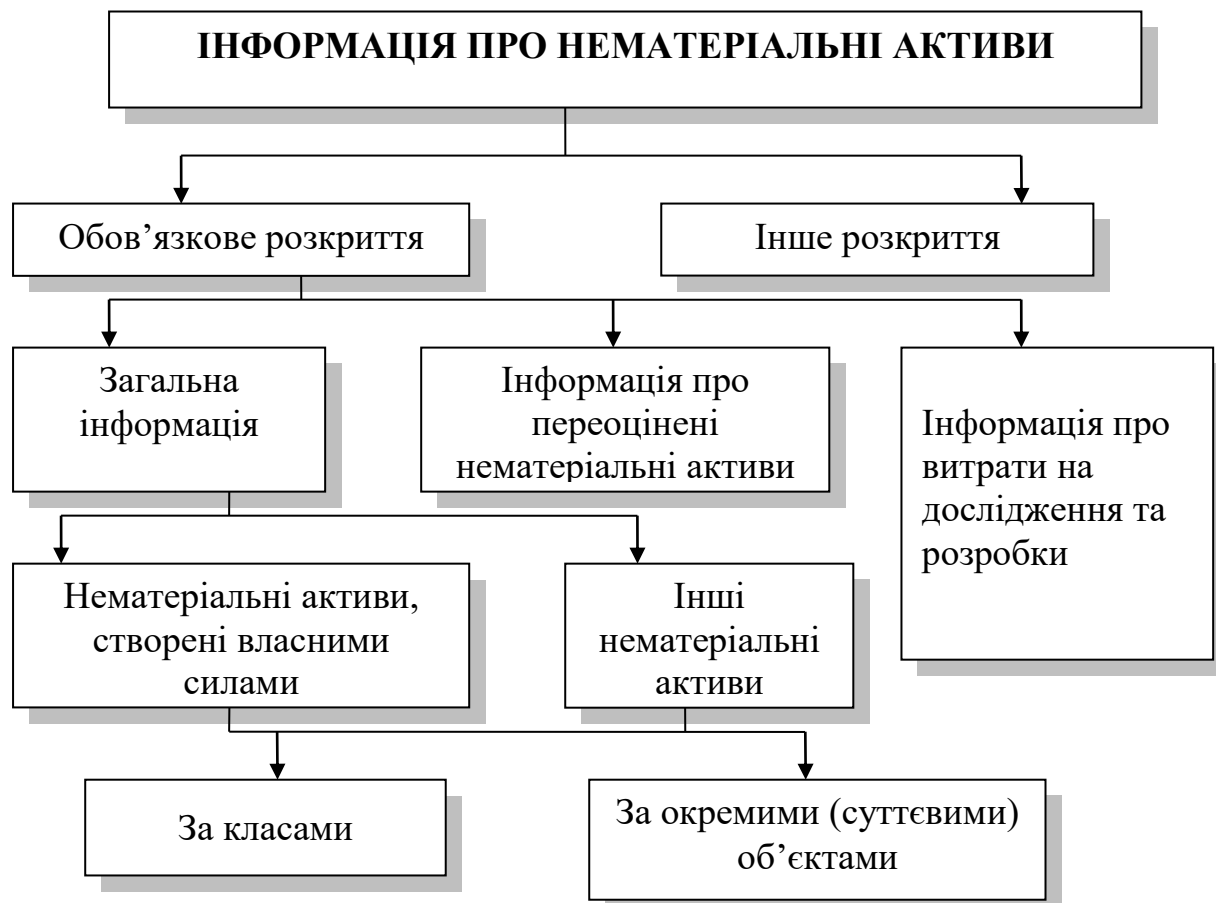 ІНФОРМАЦІЯ ПРО НЕМАТЕРІАЛЬНІ АКТИВИ
Обов’язкове розкриття
Інше розкриття
Загальна
інформація
Інформація про
переоцінені
нематеріальні активи
Інформація про
витрати на
дослідження та
розробки
Нематеріальні активи,
створені власними
силами
Інші
нематеріальні
активи
За класами
За окремими (суттєвими)
об’єктами